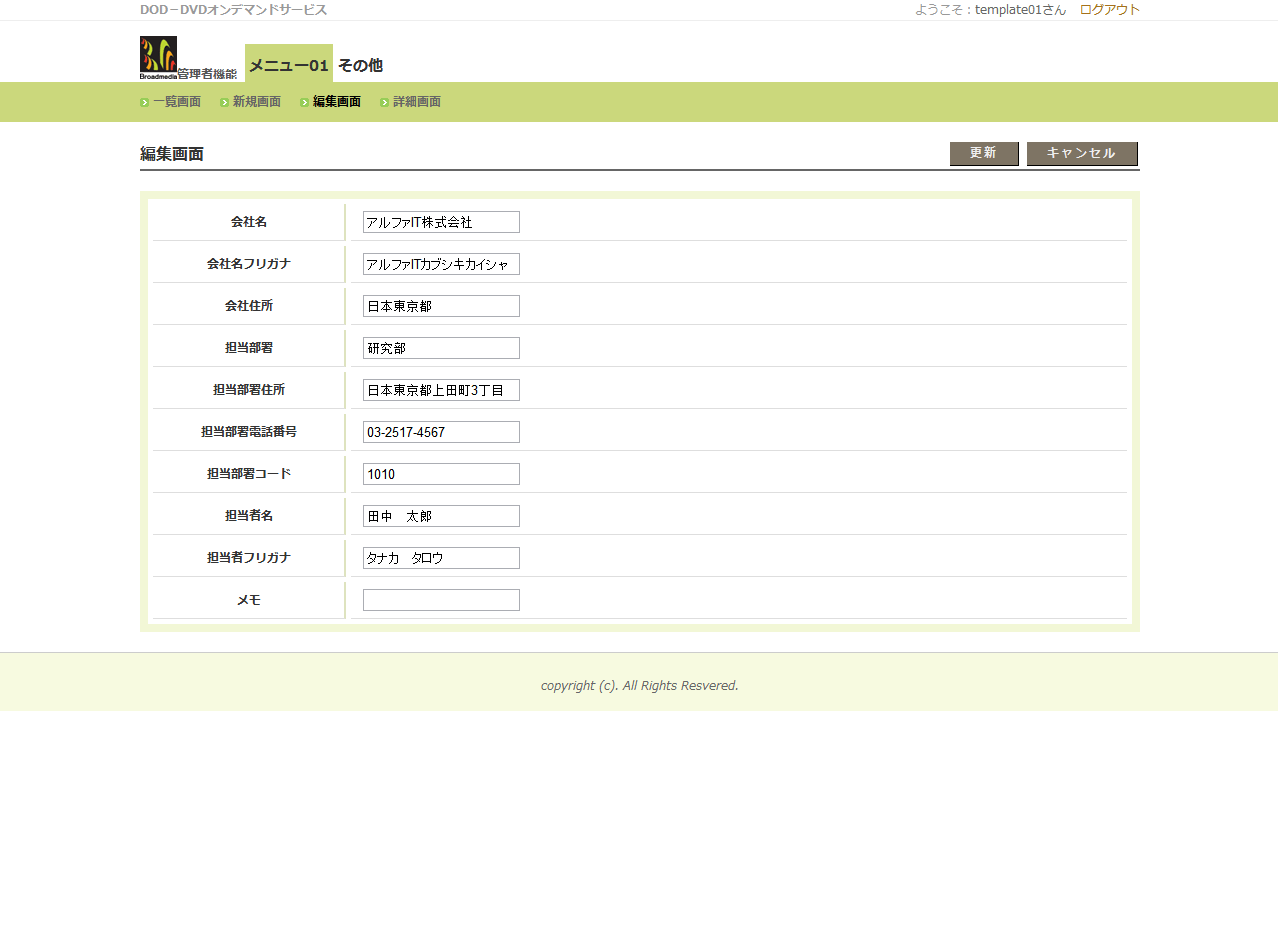 DOD－DVDオンデマンドサービス
ようこそ：template01さん ログアウト
Broadmedia
管理者機能 メニュー01 その他
一覧画面 新規画面 編集画面 詳細画面
編集画面 更新 キャンセル
会社名 アルファIT株式会社
会社名フリガナ アルファITカブシキカイシャ
会社住所 日本東京都
担当部署 研究部
担当部署住所 日本東京都上田町3丁目
担当部署電話番号 03-2517-4567
担当部署コード 1010
担当者名 田中　太郎
担当者フリガナ タナカ　タロウ
メモ
copyright (c). All Rights Resvered.